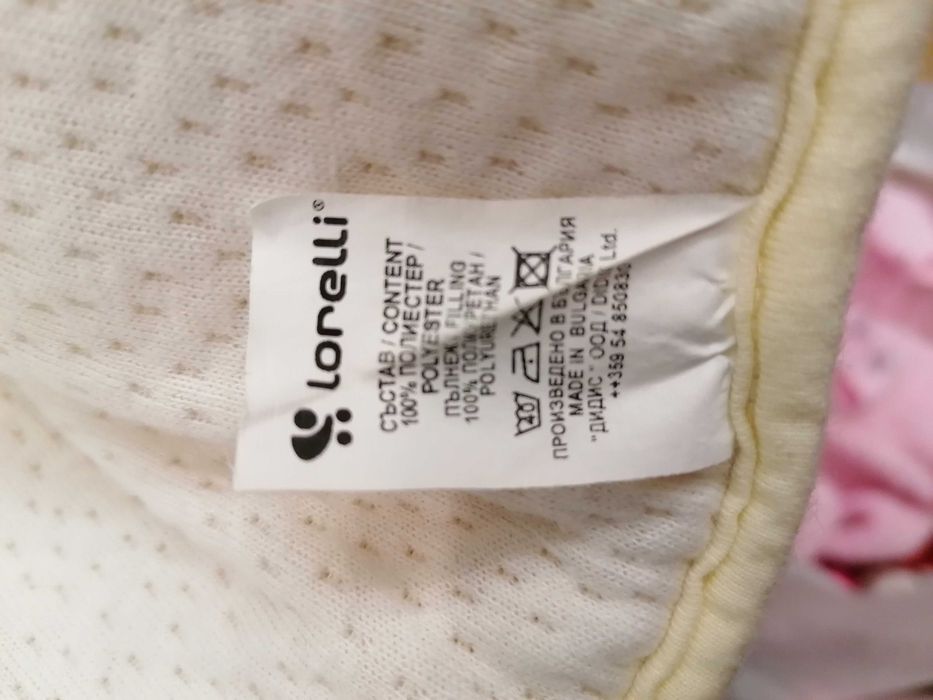 lorelli®
СЪСТАВ / CONTENT
100% ПОЛИЕСТЕР /
POLYESTER
ПЪЛНЕЖ / FILLING
100% ПОЛИУРЕТАН /
POLYURETHAN
40
ПРОИЗВЕДЕНО В БЪЛГАРИЯ
MADE IN BULGARIA
"ДИДИС" ООД / DIDIS Ltd.
++359 54 850830